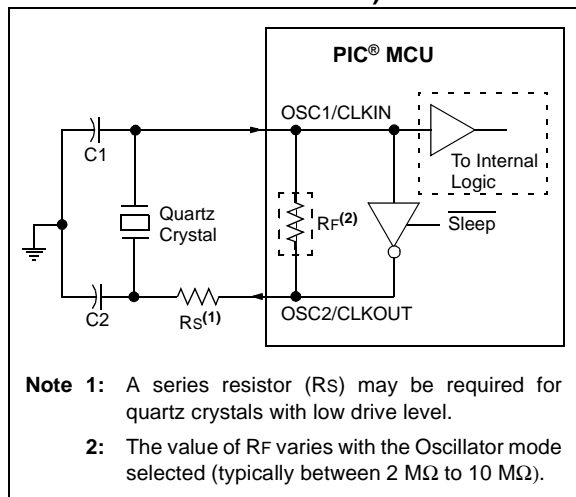 PIC® MCU
OSC1/CLKIN
C1
To Internal
Logic
Quartz
Crystal
RF(2)
Sleep
C2
RS(1)
OSC2/CLKOUT
Note 1: A series resistor (RS) may be required for
quartz crystals with low drive level.
2: The value of RF varies with the Oscillator mode
selected (typically between 2 MΩ to 10 MΩ).